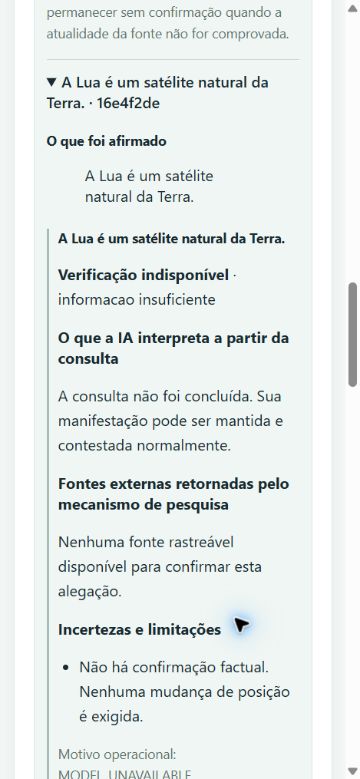 permanecer sem confirmação quando a
atualidade da fonte não for comprovada.
▼ A Lua é um satélite natural da
Terra. · 16e4f2de
O que foi afirmado
A Lua é um satélite
natural da Terra.
A Lua é um satélite natural da Terra.
Verificação indisponível ·
informacao insuficiente
O que a IA interpreta a partir da
consulta
A consulta não foi concluída. Sua
manifestação pode ser mantida e
contestada normalmente.
Fontes externas retornadas pelo
mecanismo de pesquisa
Nenhuma fonte rastreável
disponível para confirmar esta
alegação.
Incertezas e limitações
• Não há confirmação factual.
Nenhuma mudança de posição
é exigida.
Motivo operacional:
MODEL_UNAVAILABLE